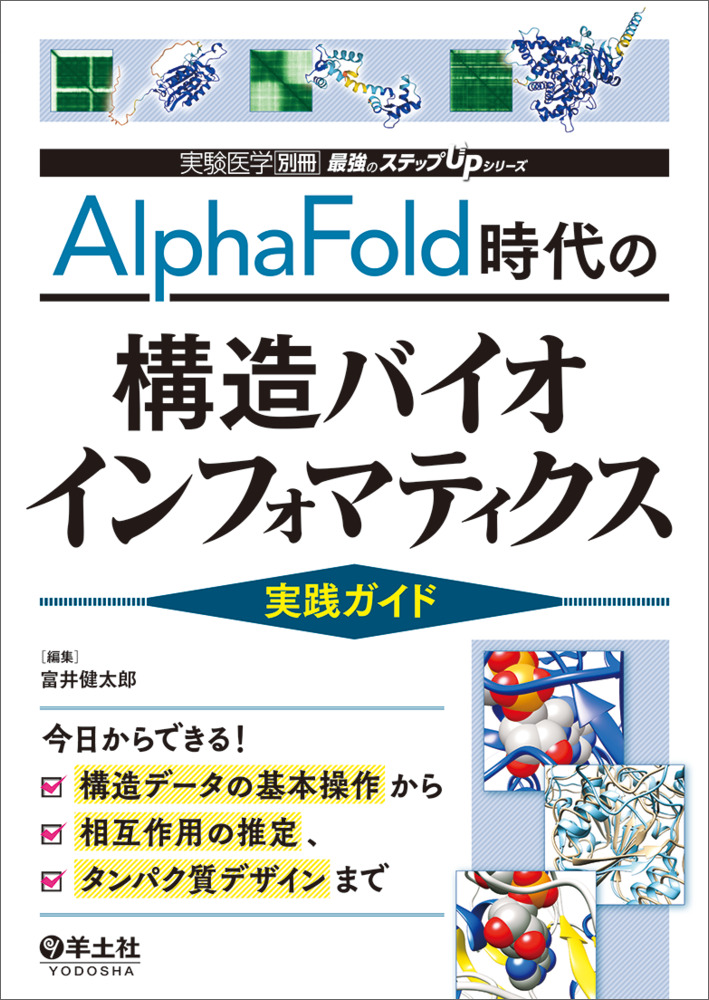 実験医学 別冊 最強のステップUpシリーズ
AlphaFold時代の
構造バイオ
インフォマティクス
実践ガイド
[編集]
富井健太郎
今日からできる!
構造データの基本操作 から
相互作用の推定、
タンパク質デザイン まで
羊土社
YODOSHA